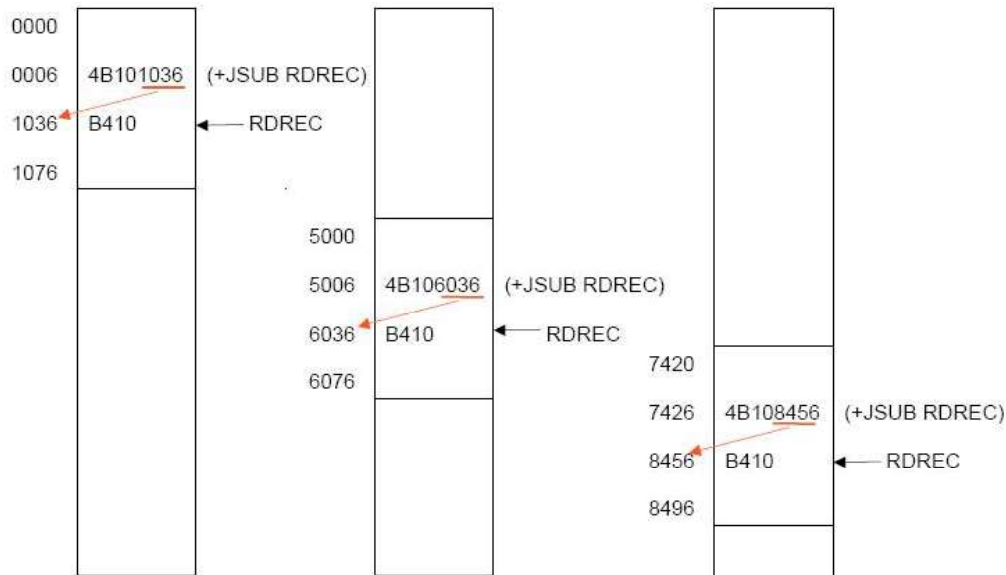 0000
0006 4B101036 (+JSUB RDREC)
1036 B410 RDREC
1076
5000
5006 4B106036 (+JSUB RDREC)
6036 B410 RDREC
6076
7420
7426 4B108456 (+JSUB RDREC)
8456 B410 RDREC
8496